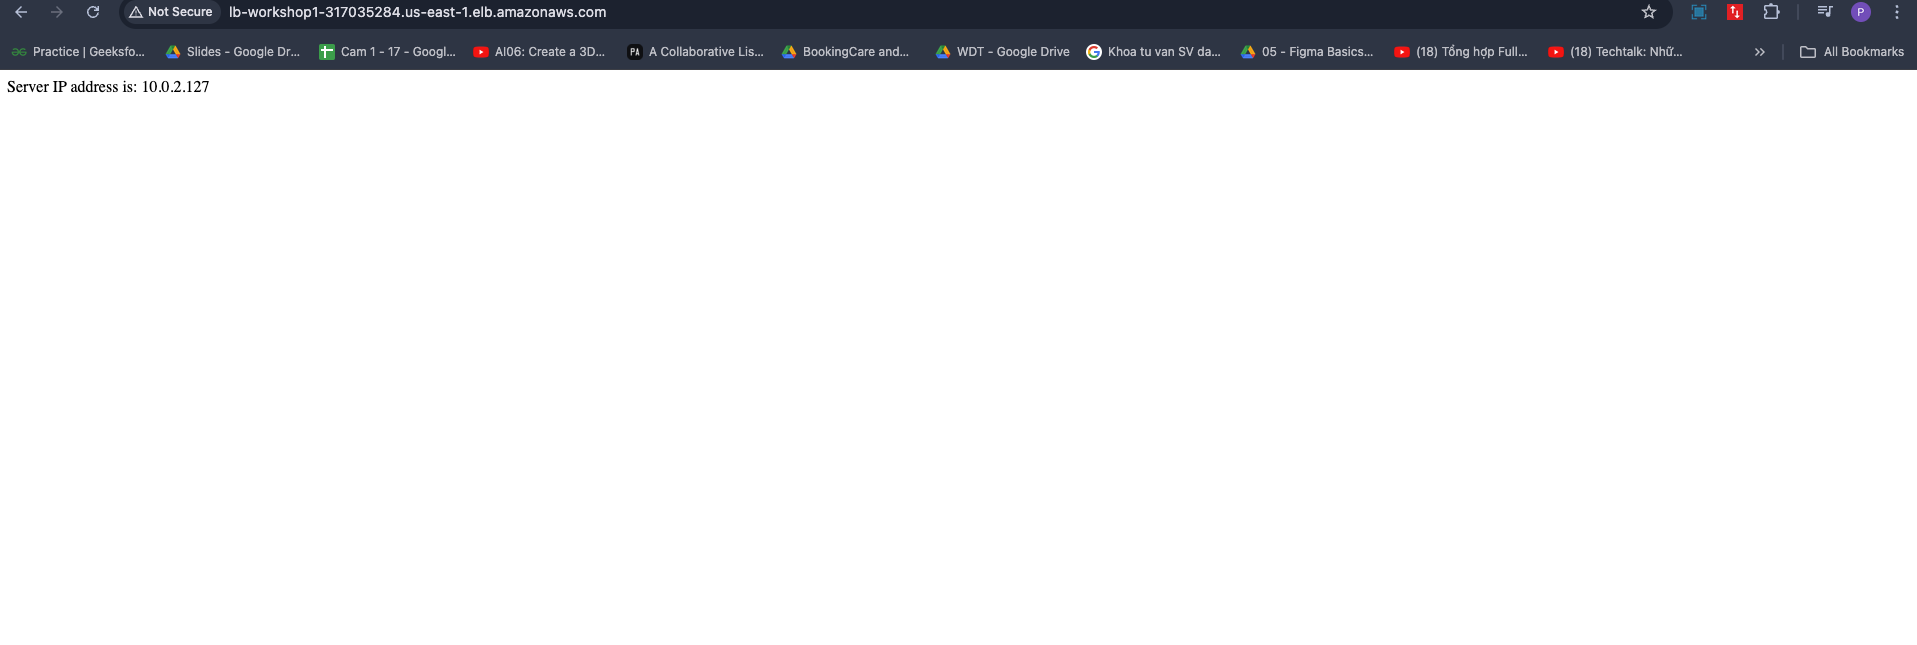 Not Secure lb-workshop1-317035284.us-east-1.elb.amazonaws.com P
Practice | Geeksfo... Slides - Google Dr... Cam 1 - 17 - Googl... AI06: Create a 3D... PA A Collaborative Lis... BookingCare and... WDT - Google Drive Khoa tu van SV da... 05 - Figma Basics... (18) Tổng hợp Full... (18) Techtalk: Nhữ... » All Bookmarks
Server IP address is: 10.0.2.127